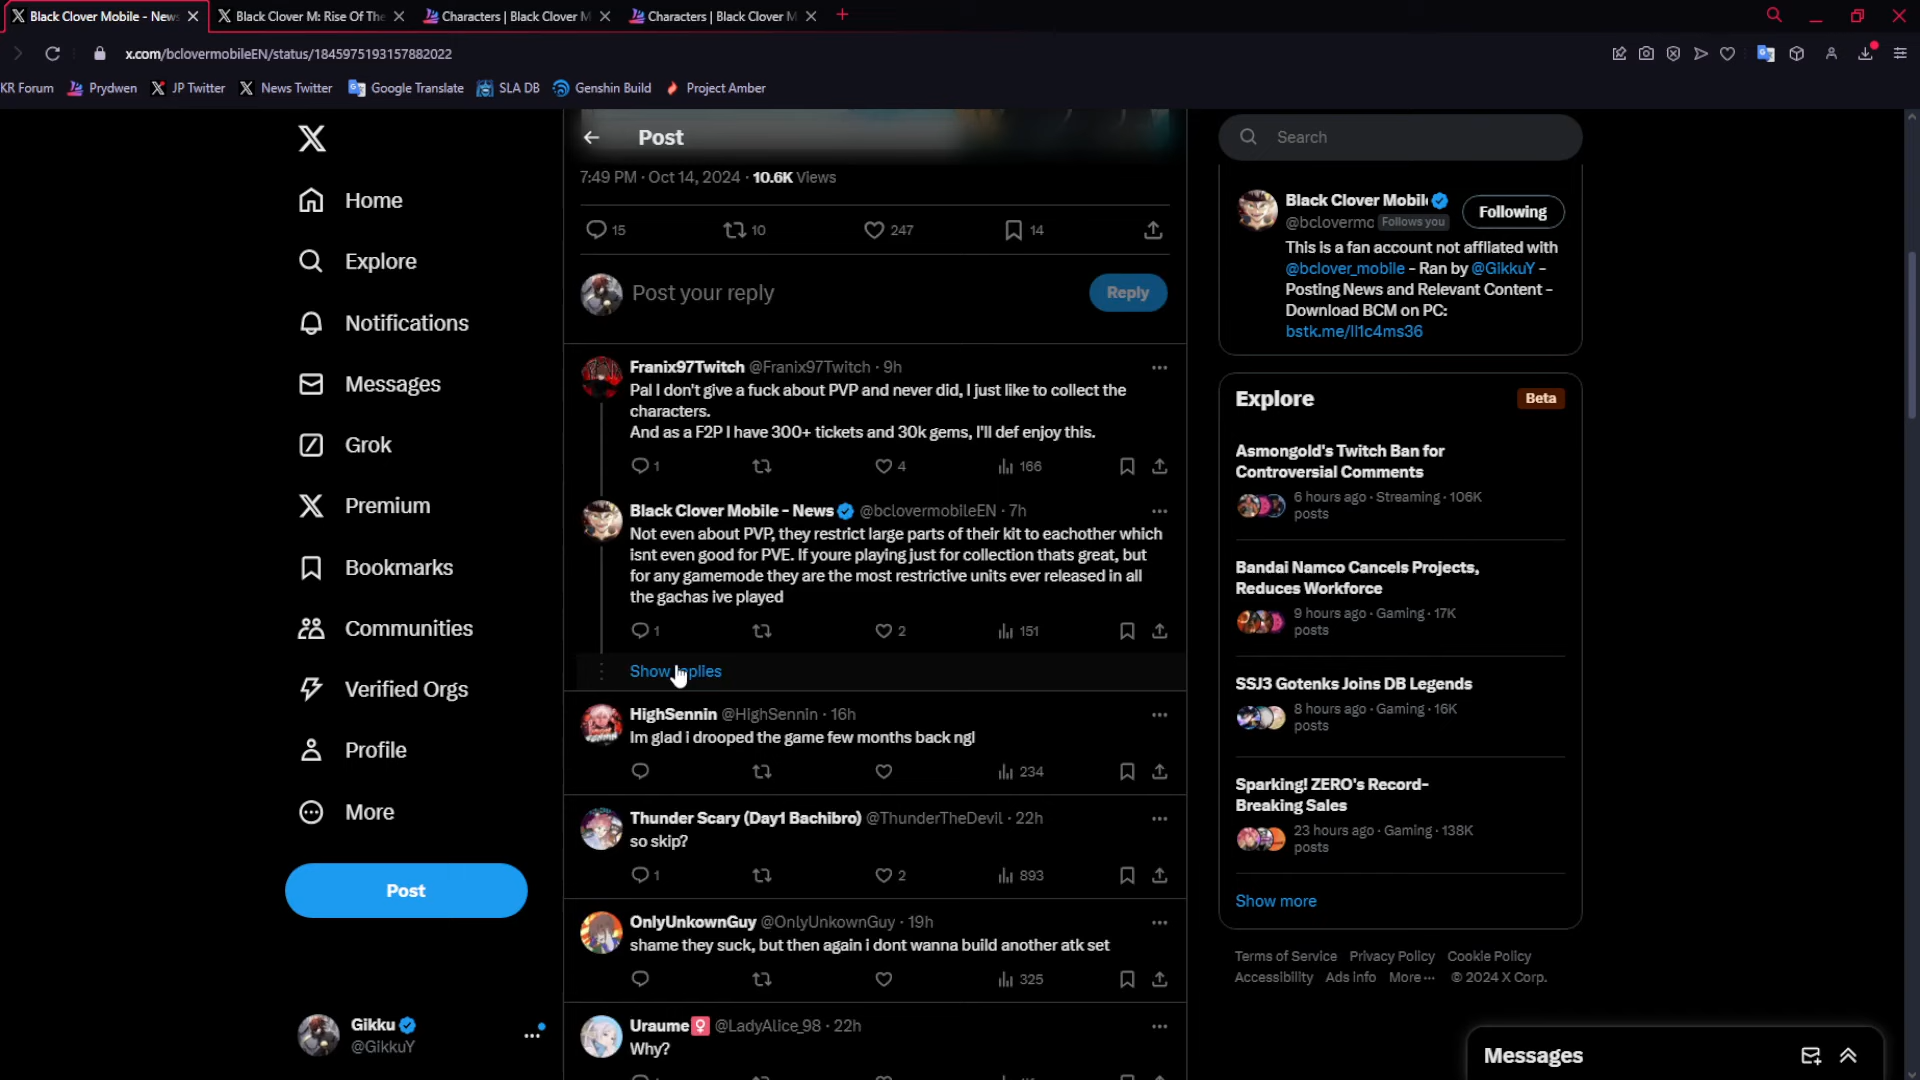 Black Clover Mobile - News
Black Clover M: Rise Of The
Characters | Black Clover M
Characters | Black Clover M
x.com/bclovermobileEN/status/1845975193157882022
KR Forum
Prydwen
JP Twitter
News Twitter
Google Translate
SLA DB
Genshin Build
Project Amber
Home
Explore
Notifications
Messages
Grok
Premium
Bookmarks
Communities
Verified Orgs
Profile
More
Post
Gikku
@GikkuY
Post
7:49 PM · Oct 14, 2024 · 10.6K Views
15 10 247 14
Post your reply
Reply
Franix97Twitch @Franix97Twitch · 9h
Pal I don't give a fuck about PVP and never did, I just like to collect the
characters.
And as a F2P I have 300+ tickets and 30k gems, I'll def enjoy this.
1 4 166
Black Clover Mobile - News @bclovermobileEN · 7h
Not even about PVP, they restrict large parts of their kit to eachother which
isnt even good for PVE. If youre playing just for collection thats great, but
for any gamemode they are the most restrictive units ever released in all
the gachas ive played
1 2 151
Show replies
HighSennin @HighSennin · 16h
Im glad i drooped the game few months back ngl
234
Thunder Scary (Day1 Bachibro) @ThunderTheDevil · 22h
so skip?
1 2 893
OnlyUnkownGuy @OnlyUnkownGuy · 19h
shame they suck, but then again i dont wanna build another atk set
325
Uraume @LadyAlice_98 · 22h
Why?
Search
Black Clover Mobil
@bclovermc Follows you
Following
This is a fan account not affliated with
@bclover_mobile - Ran by @GikkuY -
Posting News and Relevant Content -
Download BCM on PC:
bstk.me/ll1c4ms36
Explore
Beta
Asmongold's Twitch Ban for
Controversial Comments
6 hours ago · Streaming · 106K
posts
Bandai Namco Cancels Projects,
Reduces Workforce
9 hours ago · Gaming · 17K
posts
SSJ3 Gotenks Joins DB Legends
8 hours ago · Gaming · 16K
posts
Sparking! ZERO's Record-
Breaking Sales
23 hours ago · Gaming · 138K
posts
Show more
Terms of Service Privacy Policy Cookie Policy
Accessibility Ads info More ··· © 2024 X Corp.
Messages